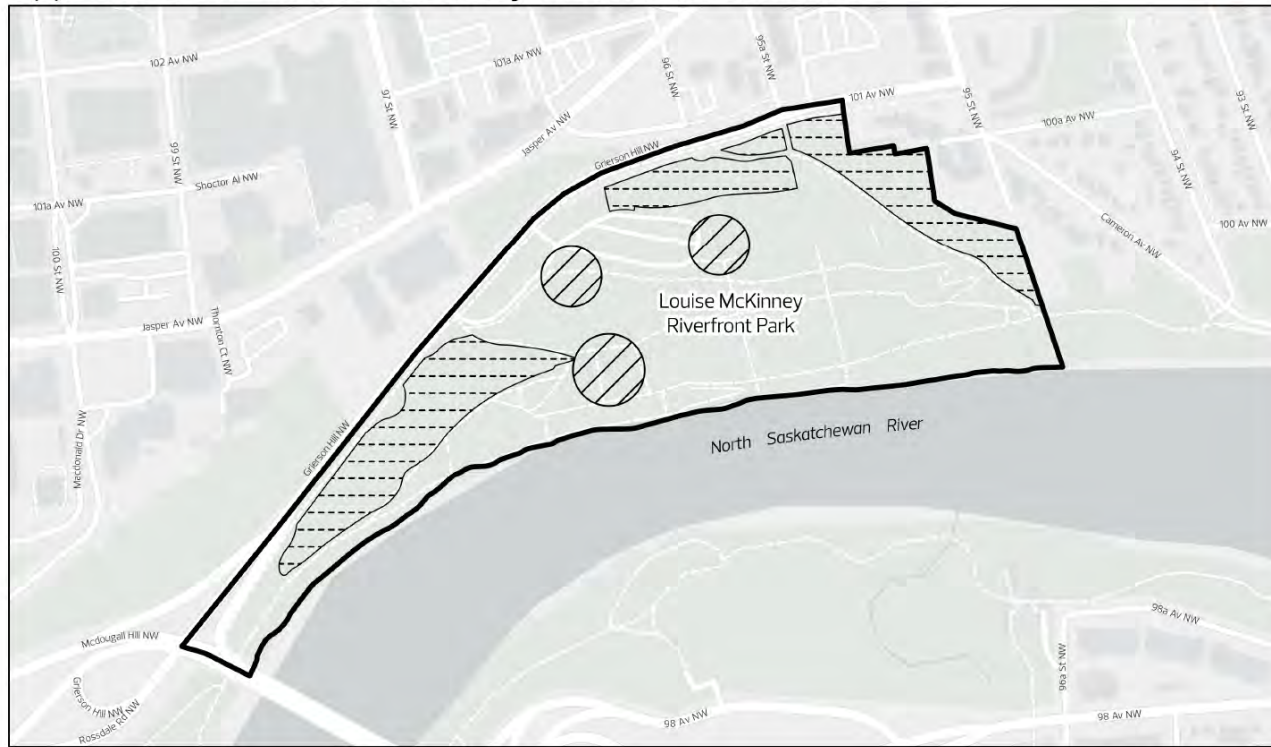 102 Av NW
101a Av NW
96 St NW
95a St NW
101 Av NW
95 St NW
100a Av NW
93 St NW
97 St NW
Jasper Av NW
Grierson Hill NW
94 St NW
99 St NW
Shoctor Al NW
101a Av NW
Cameron Av NW
100 Av NW
100 St NW
Louise McKinney
Riverfront Park
Jasper Av NW
Thornton Ct NW
Macdonald Dr NW
Grierson Hill NW
North Saskatchewan River
Mcdougall Hill NW
Grierson Hill NW
Rossdale Rd NW
98a Av NW
96a St NW
98 Av NW
98 Av NW